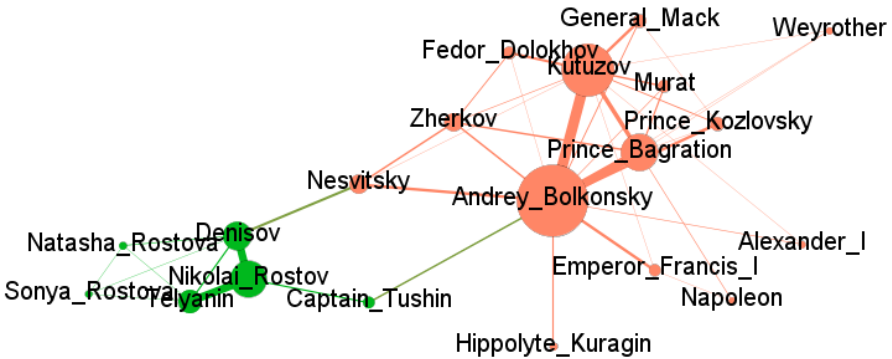 General_Mack
Weyrother
Fedor_Dolokhov
Kutuzov
Murat
Zherkov
Prince_Kozlovsky
Prince_Bagration
Nesvitsky
Andrey_Bolkonsky
Denisov
Natasha_Rostova
Alexander_I
Emperor_Francis_I
Nikolai_Rostov
Sonya_Rostova
Telyanin
Captain_Tushin
Napoleon
Hippolyte_Kuragin